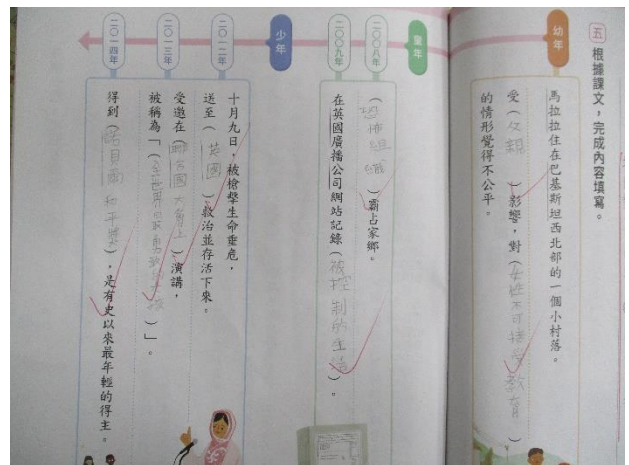 五 根據課文，完成內容填寫。
幼年
馬拉拉住在巴基斯坦西北部的一個小村落。
受（父親）影響，對（女性不可接受教育）
的情形覺得不公平。
童年
二〇〇八年
（恐怖組織）霸占家鄉。
二〇〇九年
在英國廣播公司網站記錄（被控制的生活）。
少年
二〇一二年
十月九日，被槍擊生命垂危，
送至（英國）救治並存活下來。
二〇一三年
受邀在（聯合國大會上）演講，
被稱為「（全世界最勇敢的女孩）」。
二〇一四年
得到（諾貝爾和平獎），是有史以來最年輕的得主。